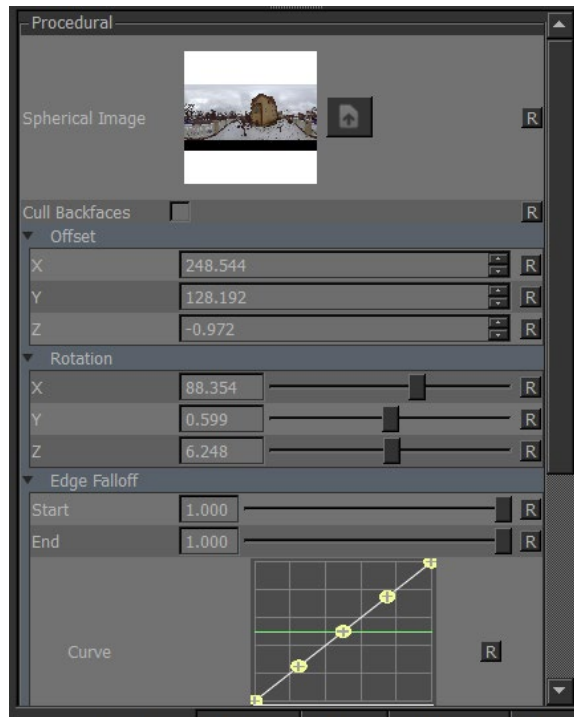 Procedural
Spherical Image R
Cull Backfaces R
Offset
X 248.544 R
Y 128.192 R
Z -0.972 R
Rotation
X 88.354 R
Y 0.599 R
Z 6.248 R
Edge Falloff
Start 1.000 R
End 1.000 R
Curve R